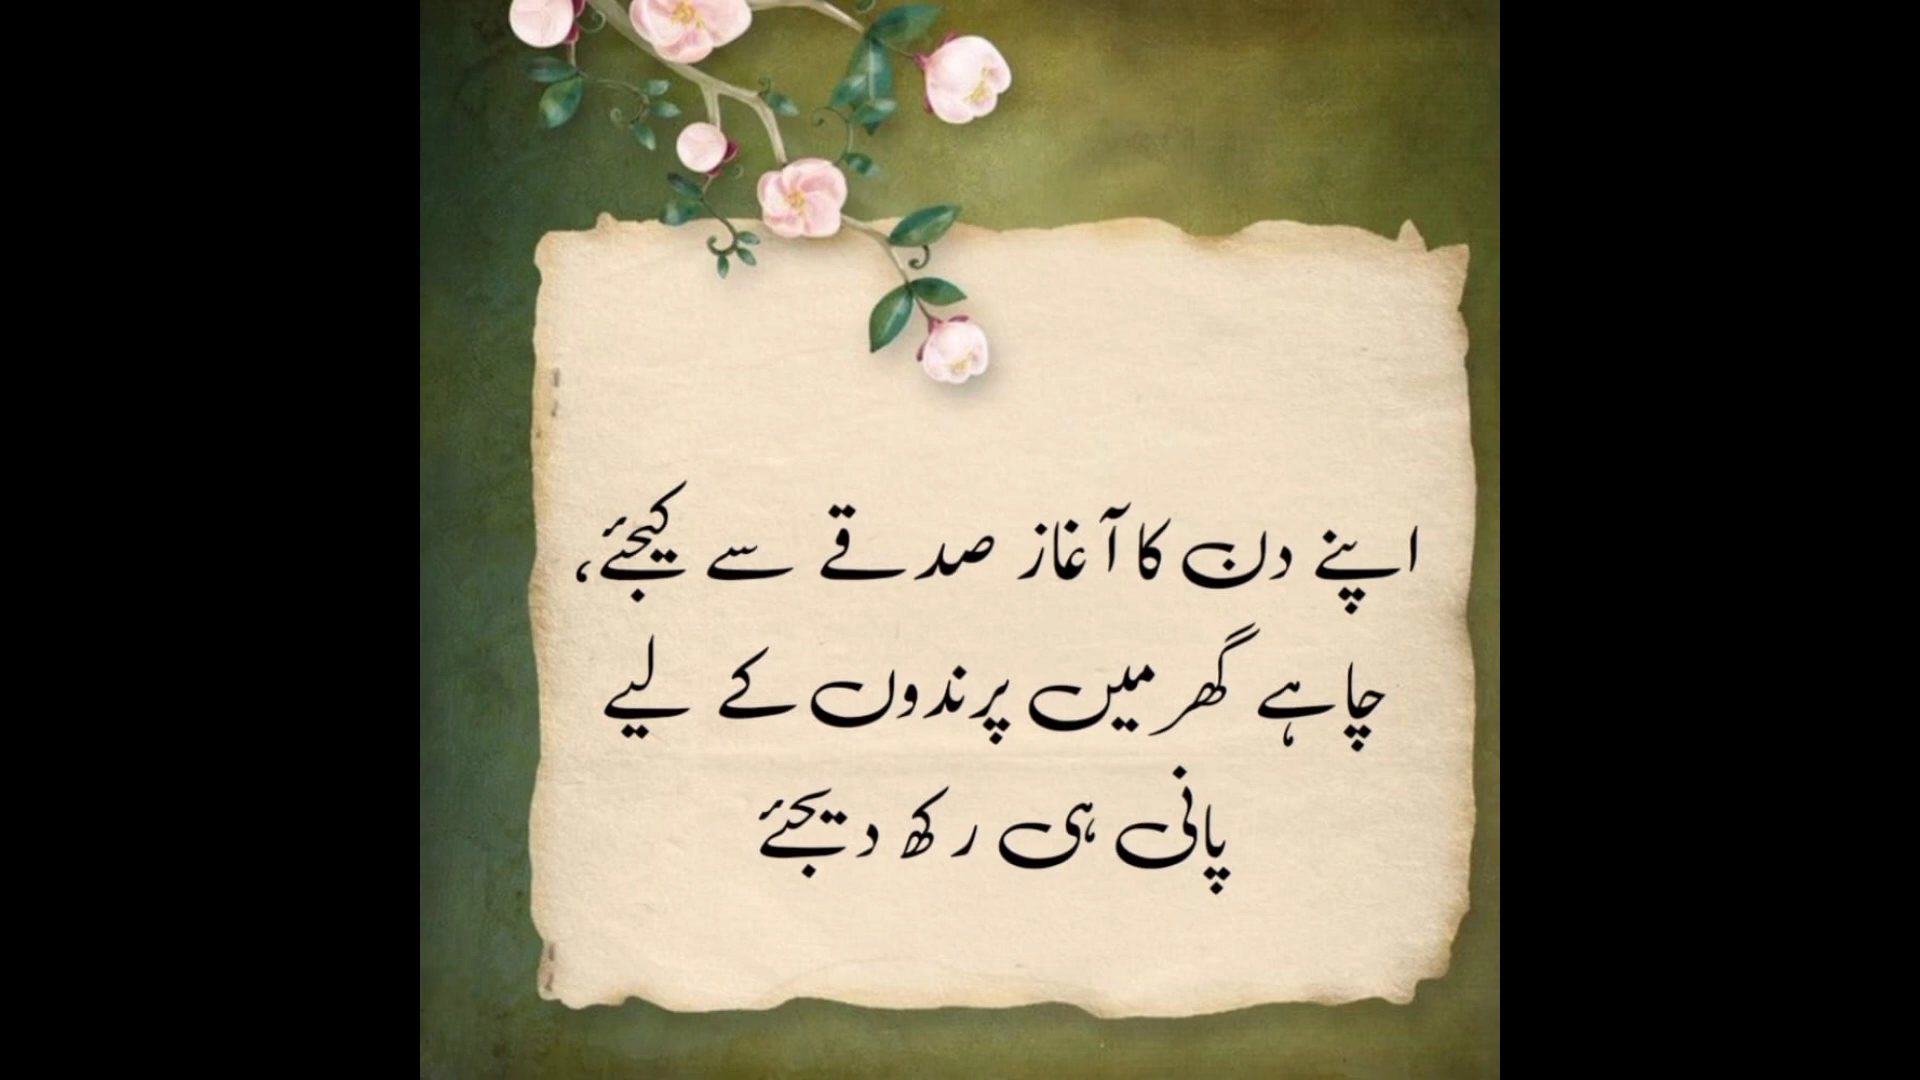 اپنے دن کا آغاز صدقے سے کیجئے،
چاہے گھر میں پرندوں کے لیے
پانی ہی رکھ دیجئے